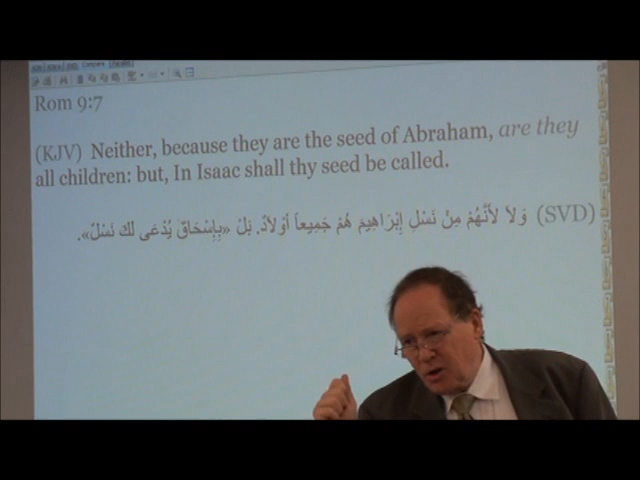 Rom 9:7
(KJV) Neither, because they are the seed of Abraham, are they
all children: but, In Isaac shall thy seed be called.
(SVD) وَلاَ لأَنَّهُمْ مِنْ نَسْلِ إِبْرَاهِيمَ هُمْ جَمِيعاً أَوْلاَدٌ. بَلْ «بِإِسْحَاقَ يُدْعَى لَكَ نَسْلٌ».